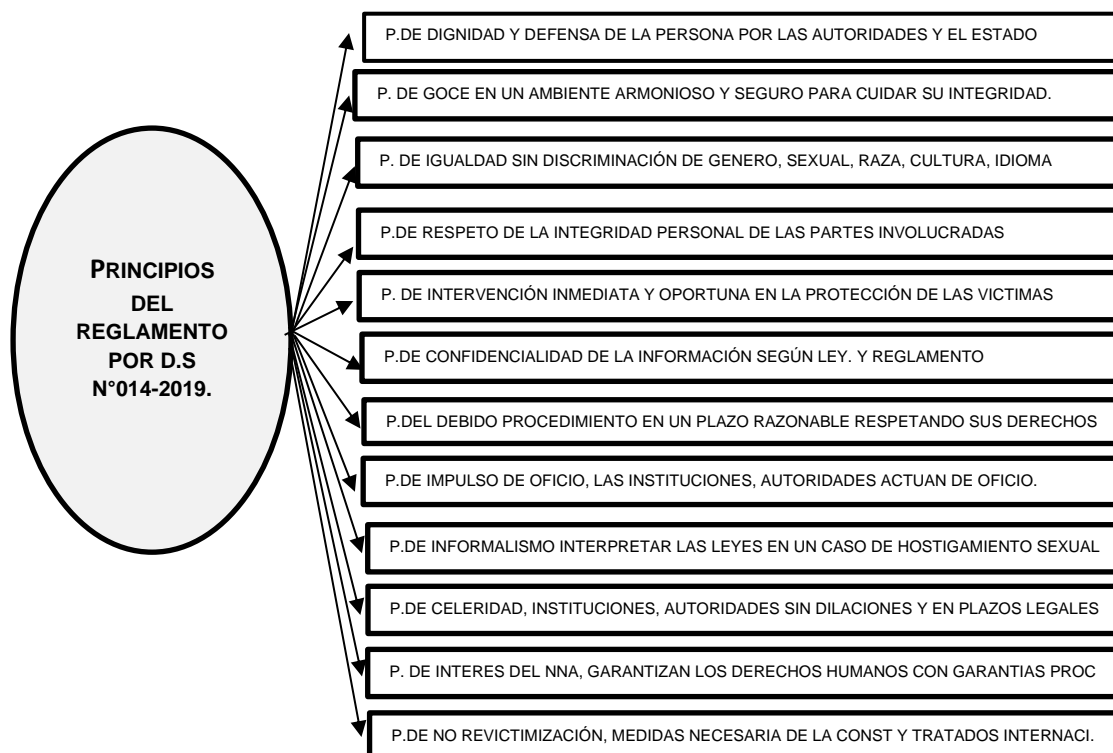 PRINCIPIOS
DEL
REGLAMENTO
POR D.S
N°014-2019.
P.DE DIGNIDAD Y DEFENSA DE LA PERSONA POR LAS AUTORIDADES Y EL ESTADO
P. DE GOCE EN UN AMBIENTE ARMONIOSO Y SEGURO PARA CUIDAR SU INTEGRIDAD.
P. DE IGUALDAD SIN DISCRIMINACIÓN DE GENERO, SEXUAL, RAZA, CULTURA, IDIOMA
P.DE RESPETO DE LA INTEGRIDAD PERSONAL DE LAS PARTES INVOLUCRADAS
P. DE INTERVENCIÓN INMEDIATA Y OPORTUNA EN LA PROTECCIÓN DE LAS VICTIMAS
P.DE CONFIDENCIALIDAD DE LA INFORMACIÓN SEGÚN LEY. Y REGLAMENTO
P.DEL DEBIDO PROCEDIMIENTO EN UN PLAZO RAZONABLE RESPETANDO SUS DERECHOS
P.DE IMPULSO DE OFICIO, LAS INSTITUCIONES, AUTORIDADES ACTUAN DE OFICIO.
P.DE INFORMALISMO INTERPRETAR LAS LEYES EN UN CASO DE HOSTIGAMIENTO SEXUAL
P.DE CELERIDAD, INSTITUCIONES, AUTORIDADES SIN DILACIONES Y EN PLAZOS LEGALES
P. DE INTERES DEL NNA, GARANTIZAN LOS DERECHOS HUMANOS CON GARANTIAS PROC
P.DE NO REVICTIMIZACIÓN, MEDIDAS NECESARIA DE LA CONST Y TRATADOS INTERNACI.